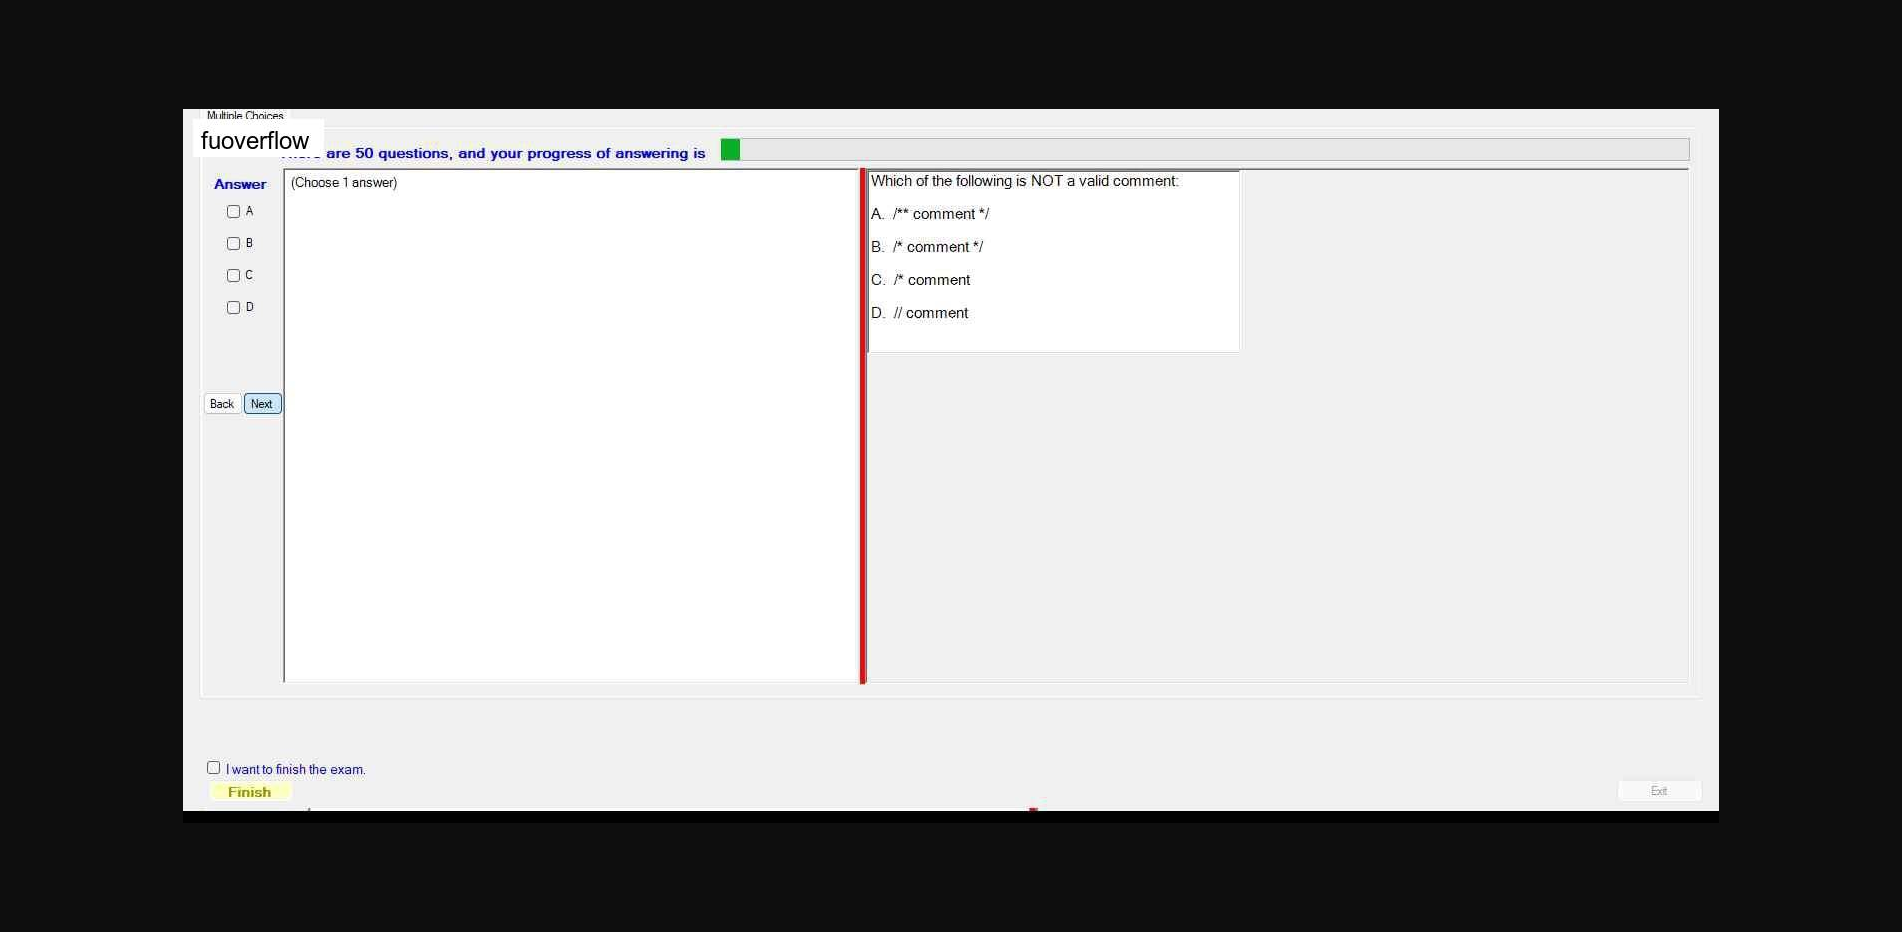 Multiple Choices
fuoverflow
are 50 questions, and your progress of answering is
Answer
(Choose 1 answer)
A
B
C
D
Back
Next
Which of the following is NOT a valid comment:
A. /** comment */
B. /* comment */
C. /* comment
D. // comment
I want to finish the exam.
Finish
Exit